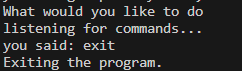 What would you like to do
listening for commands...
you said: exit
Exiting the program.